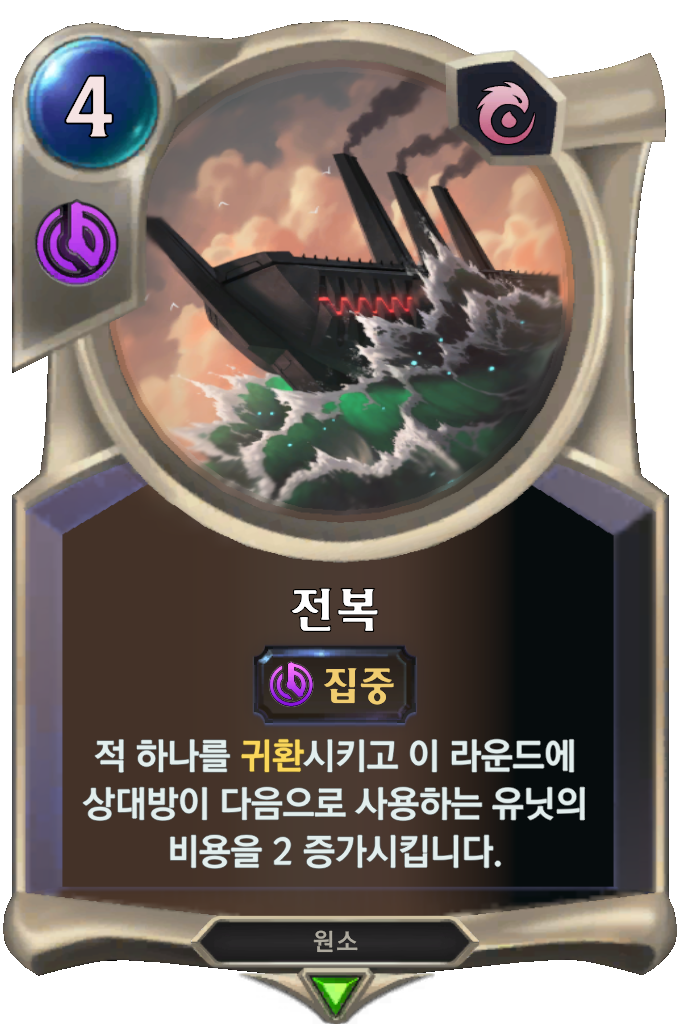 4
전복
집중
적 하나를 귀환시키고 이 라운드에
상대방이 다음으로 사용하는 유닛의
비용을 2 증가시킵니다.
원소